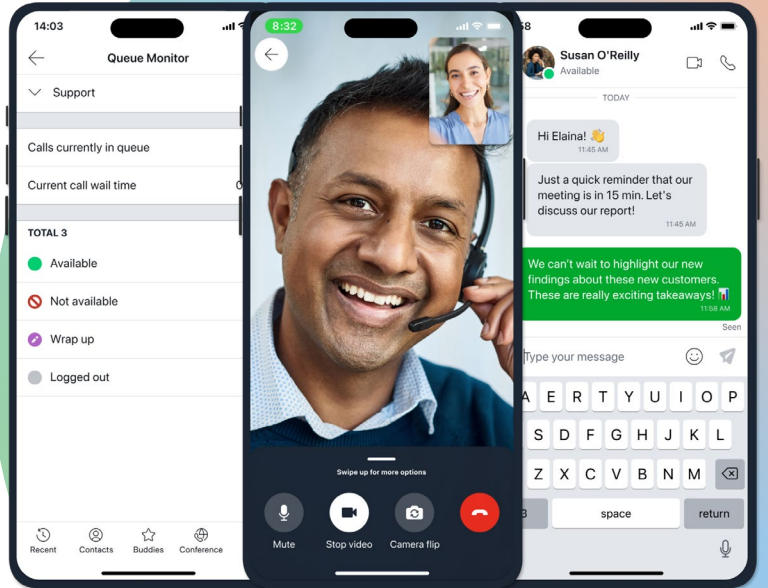 14:03
Queue Monitor
Support
Calls currently in queue
Current call wail time
TOTAL 3
Available
Not available
Wrap up
Logged out
Recent
Contacts
Buddies
Conference
8:32
Swipe up for more options
Mute
Stop video
Camera flip
58
Susan O'Reilly
Available
TODAY
Hi Elaina! 👋
11:45 AM
Just a quick reminder that our
meeting is in 15 min. Let's
discuss our report!
11:45 AM
We can't wait to highlight our new
findings about these new customers.
These are really exciting takeaways! 📊
11:58 AM
Seen
Type your message
A E R T Y U I O P
S D F G H J K L
Z X C V B N M
3 space return